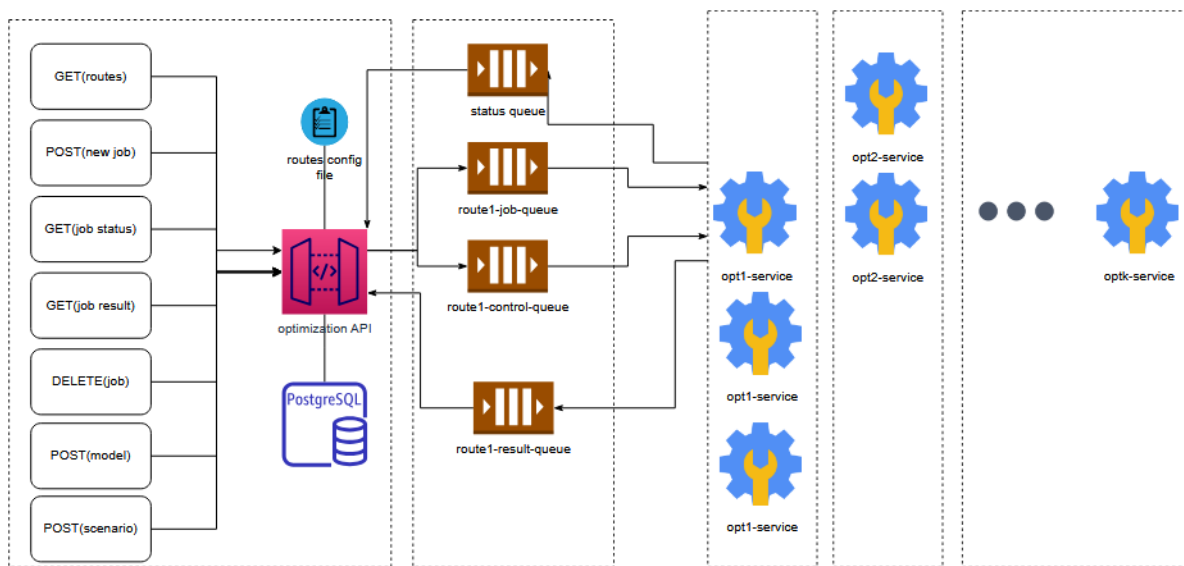 GET(routes)
POST(new job)
GET(job status)
GET(job result)
DELETE(job)
POST(model)
POST(scenario)
routes config
file
optimization API
PostgreSQL
status queue
route1-job-queue
route1-control-queue
route1-result-queue
opt1-service
opt1-service
opt1-service
opt2-service
opt2-service
optk-service